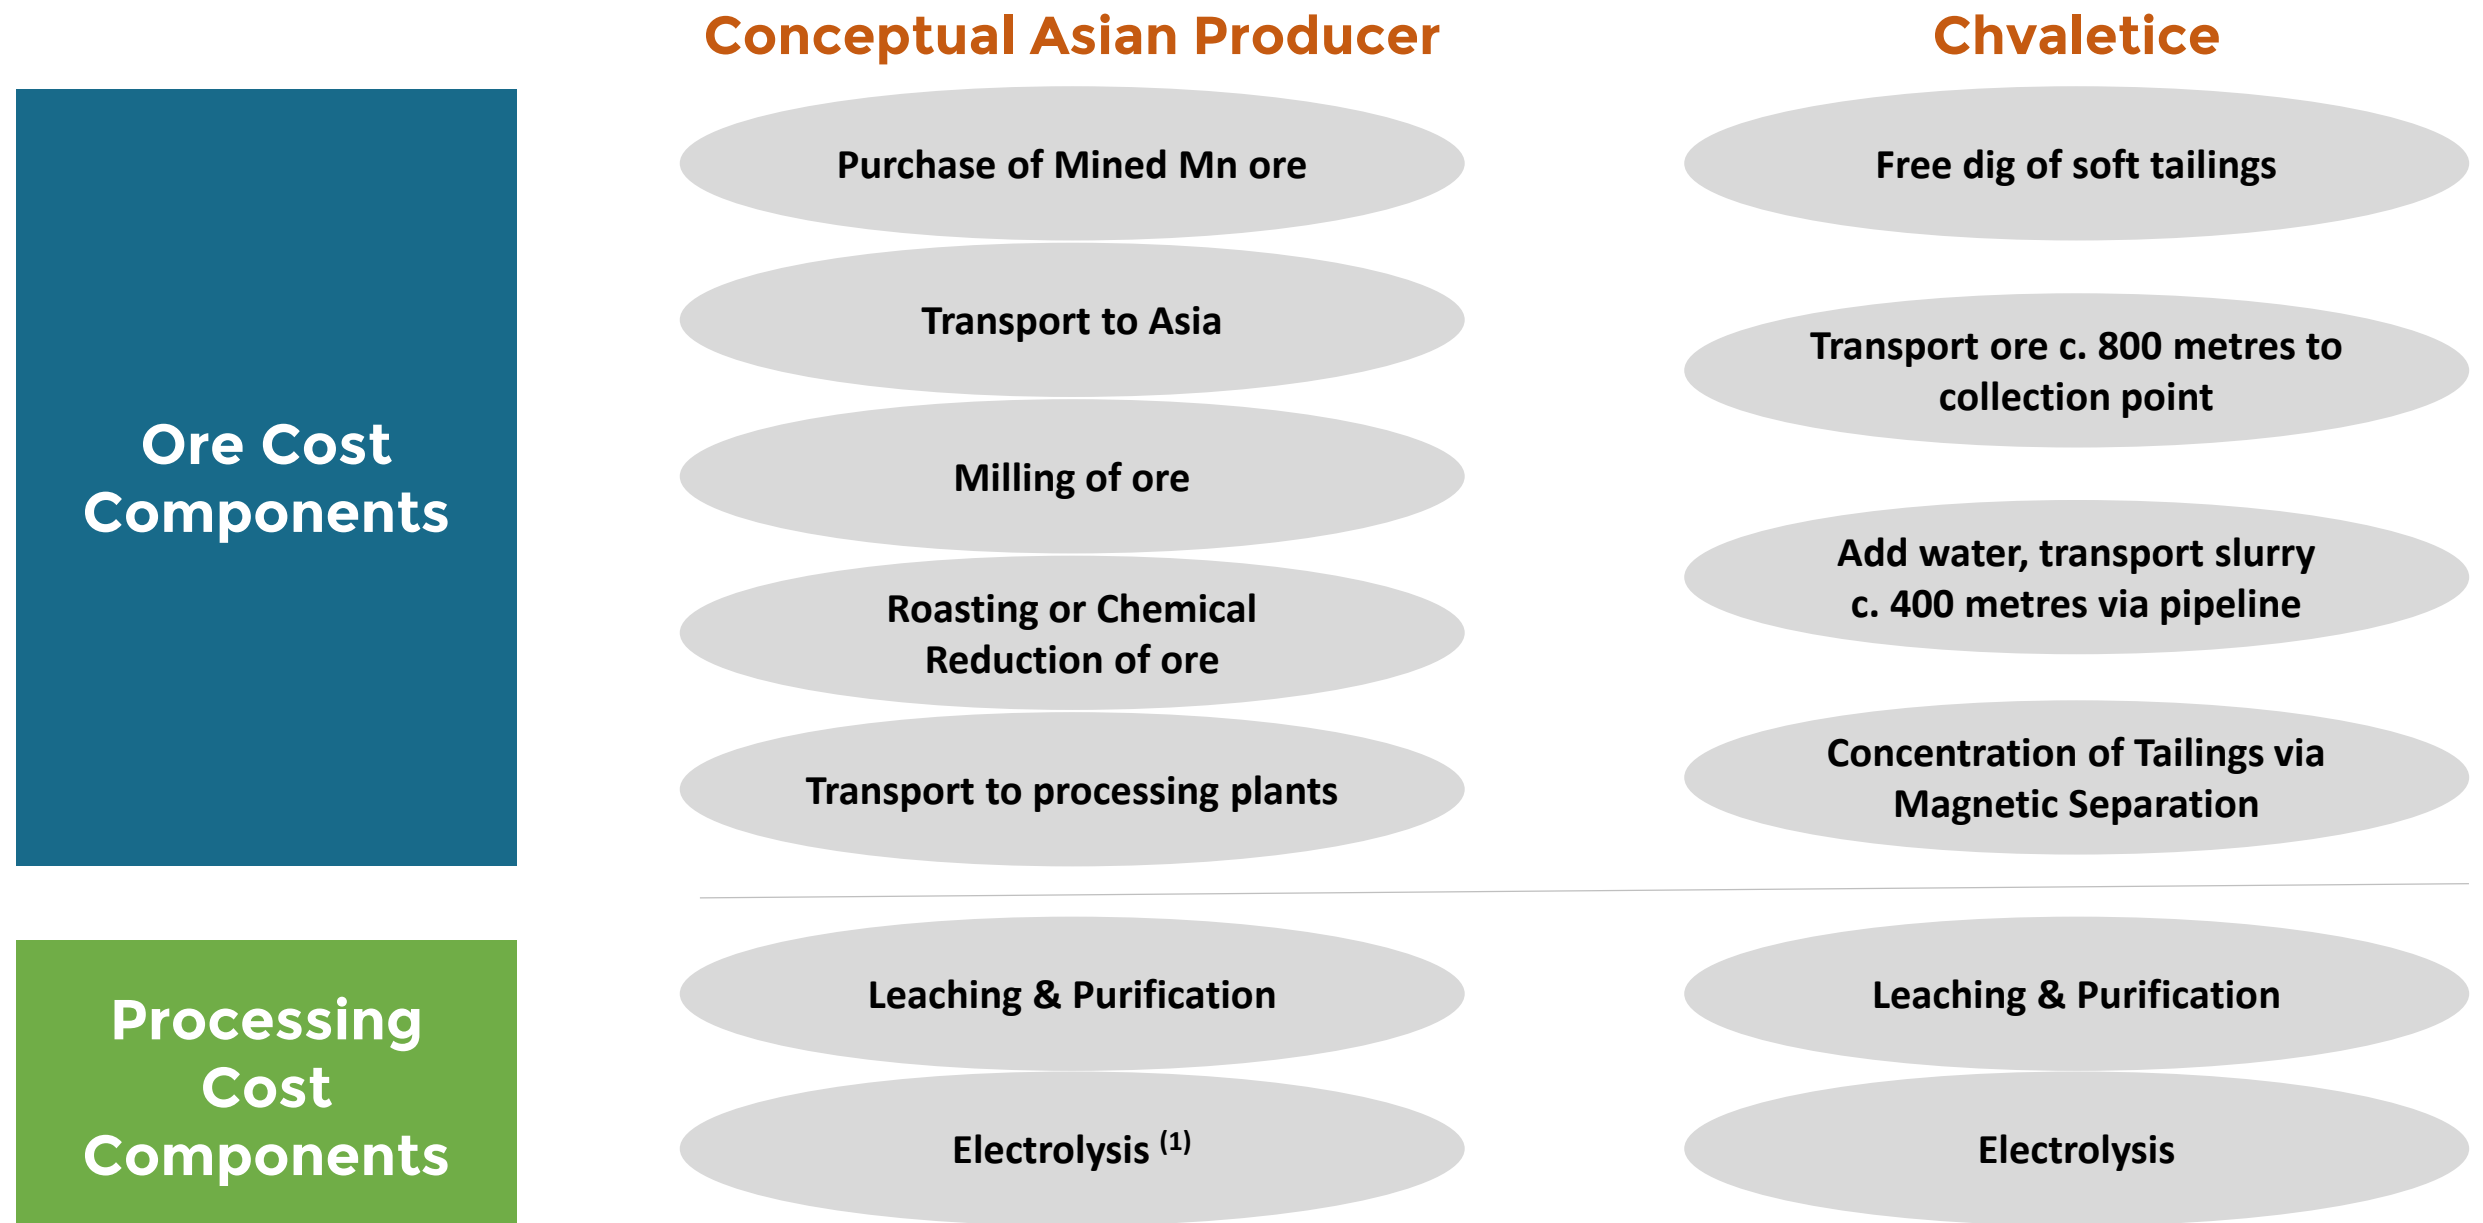 Conceptual Asian Producer
Chvaletice
Ore Cost
Components
Purchase of Mined Mn ore
Transport to Asia
Milling of ore
Roasting or Chemical
Reduction of ore
Transport to processing plants
Free dig of soft tailings
Transport ore c. 800 metres to
collection point
Add water, transport slurry
c. 400 metres via pipeline
Concentration of Tailings via
Magnetic Separation
Processing
Cost
Components
Leaching & Purification
Electrolysis (1)
Leaching & Purification
Electrolysis